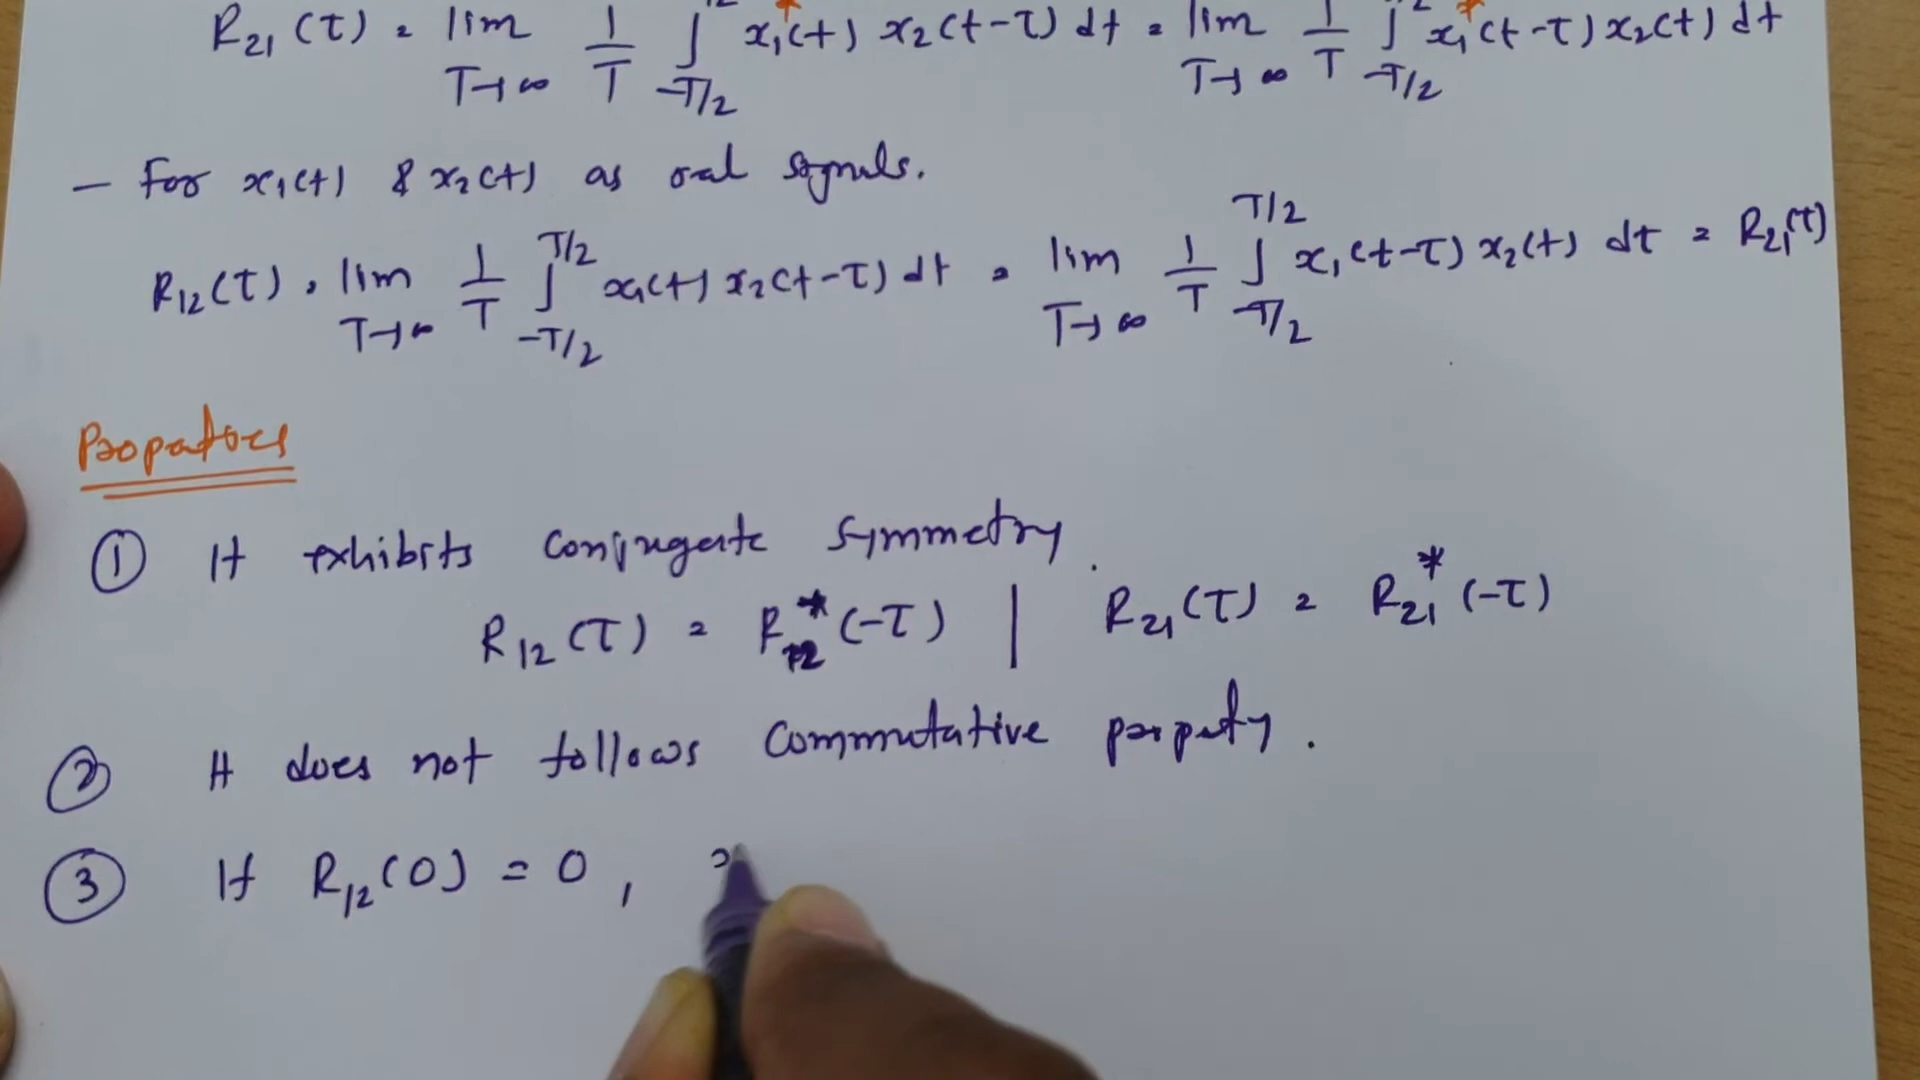 R21 (τ) = lim T→∞ 1/T ∫ -T/2 x1*(t) x2(t-τ) dt = lim T→∞ 1/T ∫ -T/2 x1*(t-τ) x2(t) dt
— For x1(t) & x2(t) as real signals.
R12(τ) = lim T→∞ 1/T ∫ T/2 -T/2 x1(t) x2(t-τ) dt = lim T→∞ 1/T ∫ T/2 -T/2 x1(t-τ) x2(t) dt = R21(τ)
Properties
① It exhibits conjugate symmetry.
R12 (τ) = R12*(-τ) | R21 (τ) = R21*(-τ)
② It does not follows Commutative property.
③ If R12(0) = 0 ,